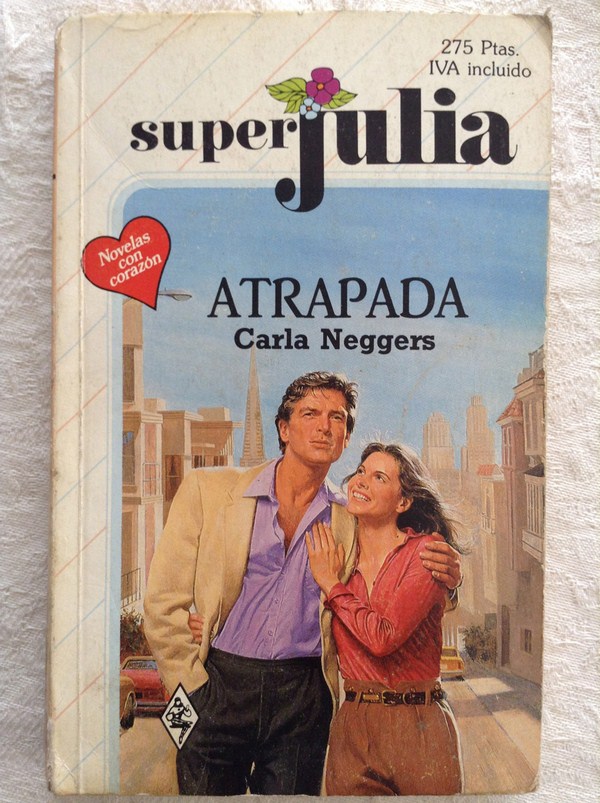 275 Ptas.
IVA incluido
super Julia
Novelas
con
corazón
ATRAPADA
Carla Neggers